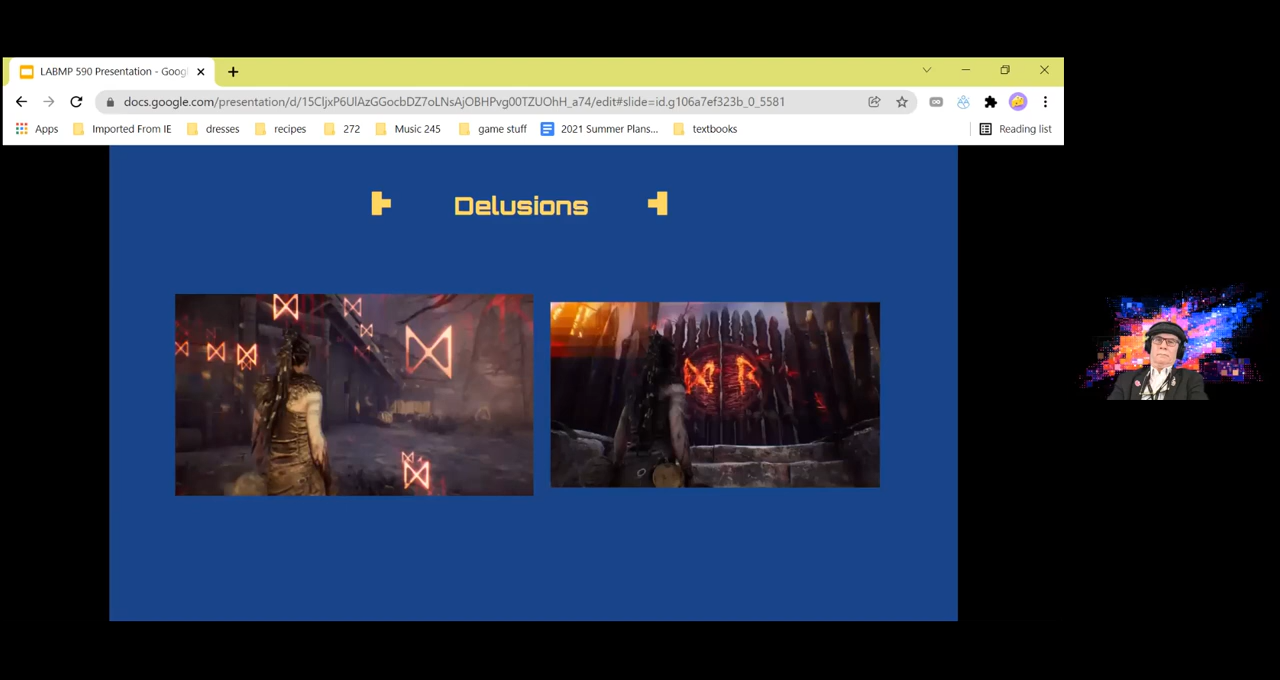 LABMP 590 Presentation - Goog
docs.google.com/presentation/d/15CljxP6UlAzGGocbDZ7oLNsAjOBHPvg00TZUOhH_a74/edit#slide=id.g106a7ef323b_0_5581
Apps Imported From IE dresses recipes 272 Music 245 game stuff 2021 Summer Plans... textbooks Reading list
Delusions